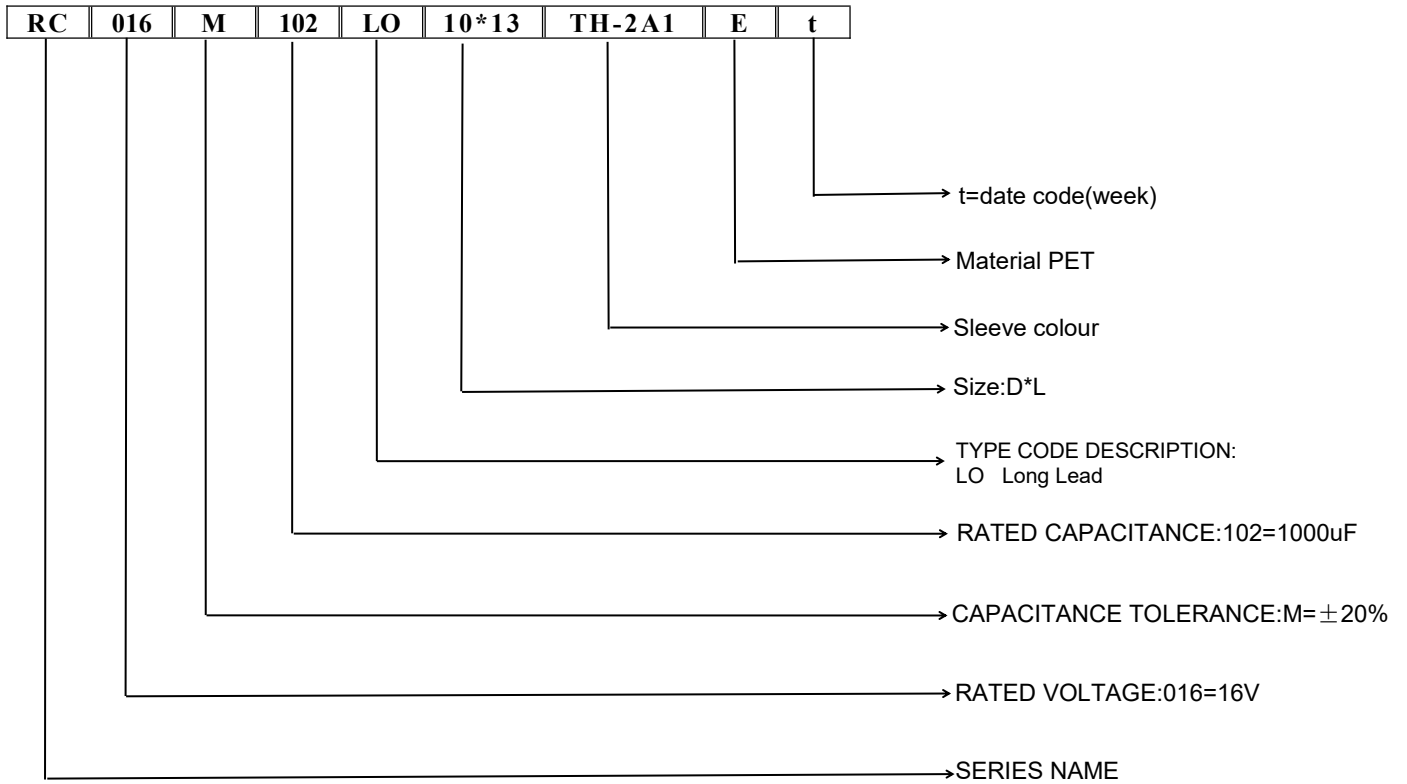 RC 016 M 102 LO 10*13 TH-2A1 E t
t=date code(week)
Material PET
Sleeve colour
Size:D*L
TYPE CODE DESCRIPTION:
LO Long Lead
RATED CAPACITANCE:102=1000uF
CAPACITANCE TOLERANCE:M=±20%
RATED VOLTAGE:016=16V
SERIES NAME